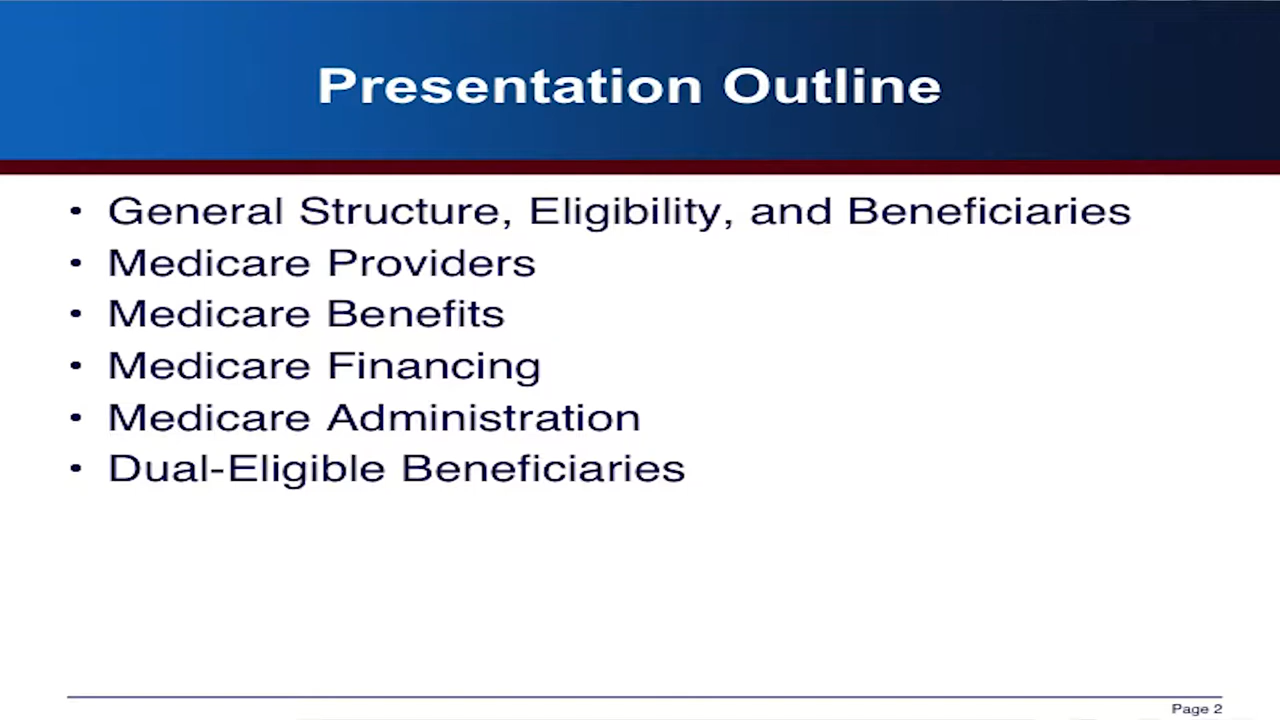 Presentation Outline
• General Structure, Eligibility, and Beneficiaries
• Medicare Providers
• Medicare Benefits
• Medicare Financing
• Medicare Administration
• Dual-Eligible Beneficiaries
Page 2